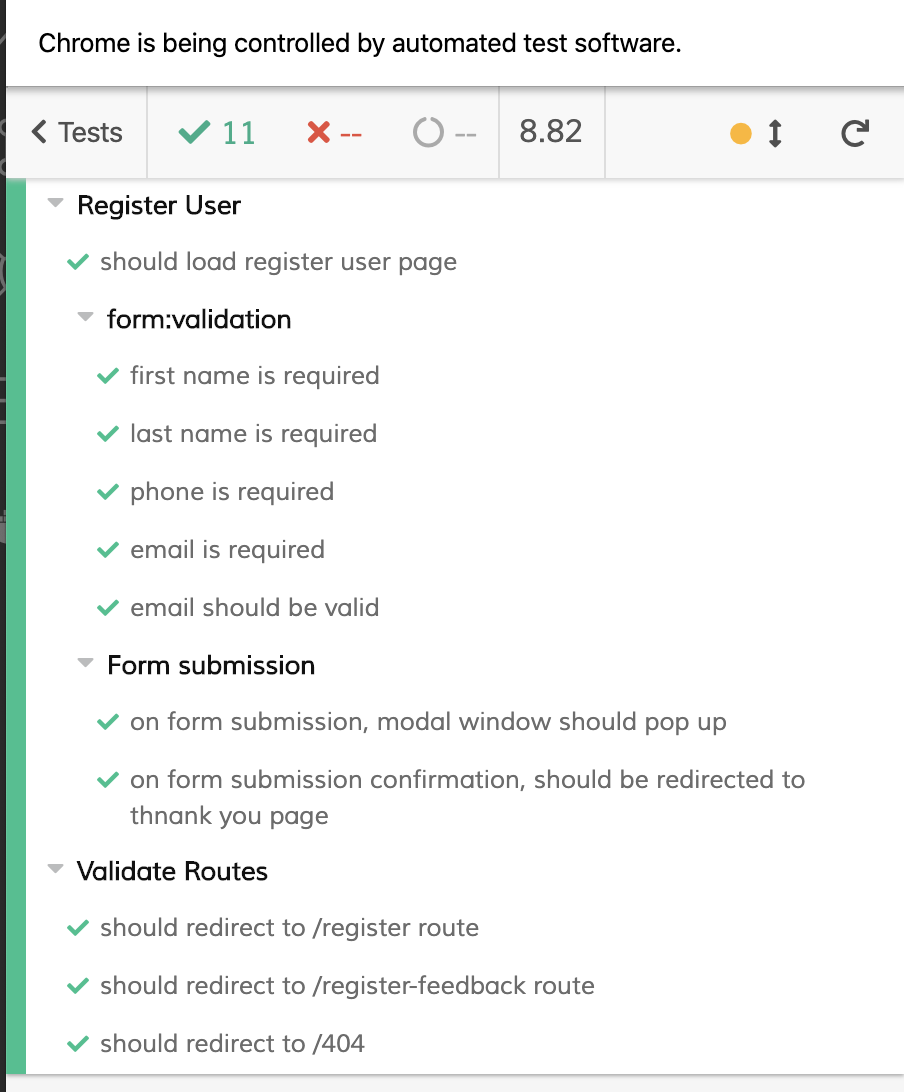 Chrome is being controlled by automated test software.
Tests 11 -- -- 8.82
Register User
should load register user page
form:validation
first name is required
last name is required
phone is required
email is required
email should be valid
Form submission
on form submission, modal window should pop up
on form submission confirmation, should be redirected to
thnank you page
Validate Routes
should redirect to /register route
should redirect to /register-feedback route
should redirect to /404